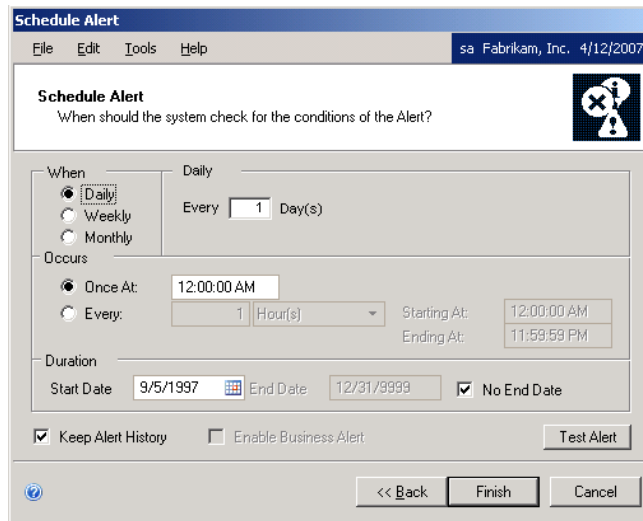 Schedule Alert
File Edit Tools Help sa Fabrikam, Inc. 4/12/2007
Schedule Alert
When should the system check for the conditions of the Alert?
When
Daily
Weekly
Monthly
Daily
Every 1 Day(s)
Occurs
Once At: 12:00:00 AM
Every: 1 Hour(s) Starting At: 12:00:00 AM
Ending At: 11:59:59 PM
Duration
Start Date 9/5/1997 End Date 12/31/9999 No End Date
Keep Alert History Enable Business Alert Test Alert
<< Back Finish Cancel